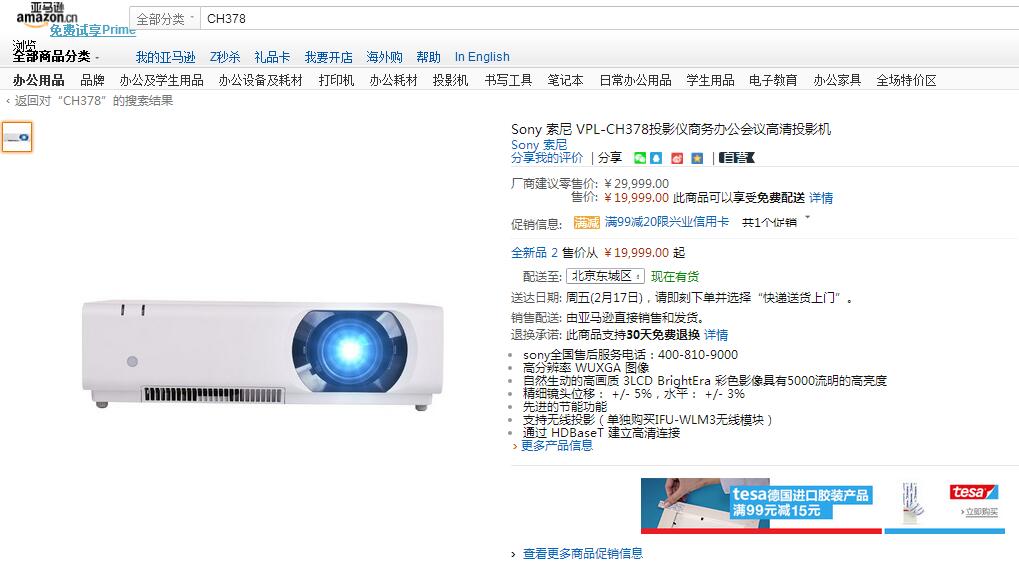 亚马逊
amazon.cn
免费试享Prime
全部分类
CH378
浏览
全部商品分类
我的亚马逊 Z秒杀 礼品卡 我要开店 海外购 帮助 In English
办公用品 品牌 办公及学生用品 办公设备及耗材 打印机 办公耗材 投影机 书写工具 笔记本 日常办公用品 学生用品 电子教育 办公家具 全场特价区
‹ 返回对“CH378”的搜索结果
Sony 索尼 VPL-CH378投影仪商务办公会议高清投影机
Sony 索尼
分享我的评价 | 分享 | 自营
厂商建议零售价: ￥29,999.00
售价: ￥19,999.00 此商品可以享受免费配送 详情
促销信息: 满减 满99减20限兴业信用卡 共1个促销
全新品 2 售价从 ￥19,999.00 起
配送至: 北京东城区 现在有货
送达日期: 周五(2月17日)，请即刻下单并选择“快递送货上门”。
销售配送: 由亚马逊直接销售和发货。
退换承诺: 此商品支持30天免费退换 详情
sony全国售后服务电话：400-810-9000
高分辨率 WUXGA 图像
自然生动的高画质 3LCD BrightEra 彩色影像具有5000流明的高亮度
精细镜头位移： +/- 5%，水平： +/- 3%
先进的节能功能
支持无线投影（单独购买IFU-WLM3无线模块）
通过 HDBaseT 建立高清连接
› 更多产品信息
tesa德国进口胶装产品
满99元减15元
tesa
›立即购买
› 查看更多商品促销信息